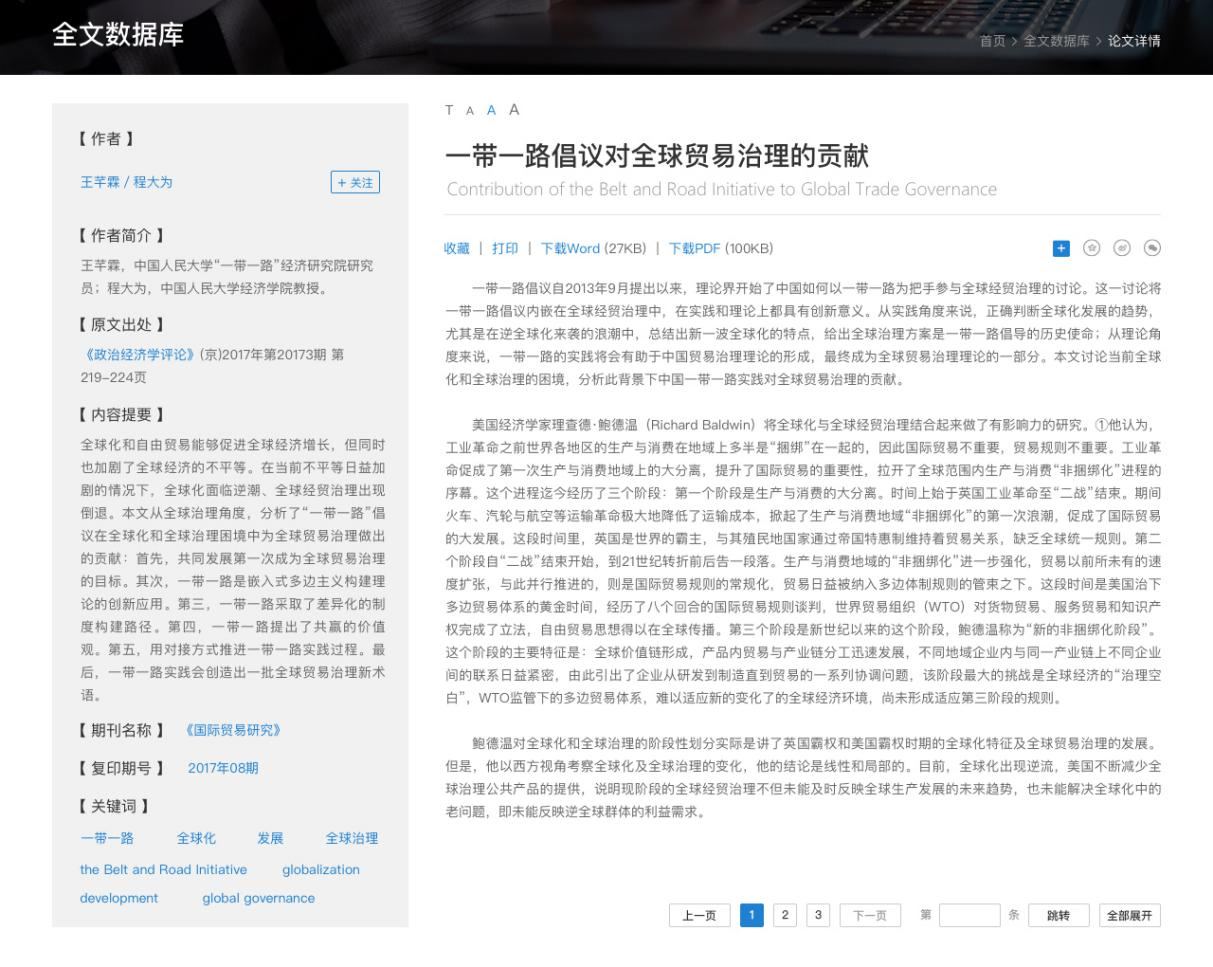 全文数据库
首页 > 全文数据库 > 论文详情
【 作者 】
王芊霖 / 程大为
+ 关注
【 作者简介 】
王芊霖，中国人民大学“一带一路”经济研究院研究
员；程大为，中国人民大学经济学院教授。
【 原文出处 】
《政治经济学评论》(京)2017年第20173期 第
219-224页
【 内容提要 】
全球化和自由贸易能够促进全球经济增长，但同时
也加剧了全球经济的不平等。在当前不平等日益加
剧的情况下，全球化面临逆潮、全球经贸治理出现
倒退。本文从全球治理角度，分析了“一带一路”倡
议在全球化和全球治理困境中为全球贸易治理做出
的贡献：首先，共同发展第一次成为全球贸易治理
的目标。其次，一带一路是嵌入式多边主义构建理
论的创新应用。第三，一带一路采取了差异化的制
度构建路径。第四，一带一路提出了共赢的价值
观。第五，用对接方式推进一带一路实践过程。最
后，一带一路实践会创造出一批全球贸易治理新术
语。
【 期刊名称 】 《国际贸易研究》
【 复印期号 】 2017年08期
【 关键词 】
一带一路 全球化 发展 全球治理
the Belt and Road Initiative globalization
development global governance
T A A A
一带一路倡议对全球贸易治理的贡献
Contribution of the Belt and Road Initiative to Global Trade Governance
收藏 | 打印 | 下载Word (27KB) | 下载PDF (100KB)
一带一路倡议自2013年9月提出以来，理论界开始了中国如何以一带一路为把手参与全球经贸治理的讨论。这一讨论将
一带一路倡议内嵌在全球经贸治理中，在实践和理论上都具有创新意义。从实践角度来说，正确判断全球化发展的趋势，
尤其是在逆全球化来袭的浪潮中，总结出新一波全球化的特点，给出全球治理方案是一带一路倡导的历史使命；从理论角
度来说，一带一路的实践将会有助于中国贸易治理理论的形成，最终成为全球贸易治理理论的一部分。本文讨论当前全球
化和全球治理的困境，分析此背景下中国一带一路实践对全球贸易治理的贡献。
美国经济学家理查德·鲍德温（Richard Baldwin）将全球化与全球经贸治理结合起来做了有影响力的研究。①他认为，
工业革命之前世界各地区的生产与消费在地域上多半是“捆绑”在一起的，因此国际贸易不重要，贸易规则不重要。工业革
命促成了第一次生产与消费地域上的大分离，提升了国际贸易的重要性，拉开了全球范围内生产与消费“非捆绑化”进程的
序幕。这个进程迄今经历了三个阶段：第一个阶段是生产与消费的大分离。时间上始于英国工业革命至“二战”结束。期间
火车、汽轮与航空等运输革命极大地降低了运输成本，掀起了生产与消费地域“非捆绑化”的第一次浪潮，促成了国际贸易
的大发展。这段时间里，英国是世界的霸主，与其殖民地国家通过帝国特惠制维持着贸易关系，缺乏全球统一规则。第二
个阶段自“二战”结束开始，到21世纪转折前后告一段落。生产与消费地域的“非捆绑化”进一步强化，贸易以前所未有的速
度扩张，与此并行推进的，则是国际贸易规则的常规化，贸易日益被纳入多边体制规则的管束之下。这段时间是美国治下
多边贸易体系的黄金时间，经历了八个回合的国际贸易规则谈判，世界贸易组织（WTO）对货物贸易、服务贸易和知识产
权完成了立法，自由贸易思想得以在全球传播。第三个阶段是新世纪以来的这个阶段，鲍德温称为“新的非捆绑化阶段”。
这个阶段的主要特征是：全球价值链形成，产品内贸易与产业链分工迅速发展，不同地域企业内与同一产业链上不同企业
间的联系日益紧密，由此引出了企业从研发到制造直到贸易的一系列协调问题，该阶段最大的挑战是全球经济的“治理空
白”，WTO监管下的多边贸易体系，难以适应新的变化了的全球经济环境，尚未形成适应第三阶段的规则。
鲍德温对全球化和全球治理的阶段性划分实际是讲了英国霸权和美国霸权时期的全球化特征及全球贸易治理的发展。
但是，他以西方视角考察全球化及全球治理的变化，他的结论是线性和局部的。目前，全球化出现逆流，美国不断减少全
球治理公共产品的提供，说明现阶段的全球经贸治理不但未能及时反映全球生产发展的未来趋势，也未能解决全球化中的
老问题，即未能反映逆全球群体的利益需求。
上一页 1 2 3 下一页 第 条 跳转 全部展开